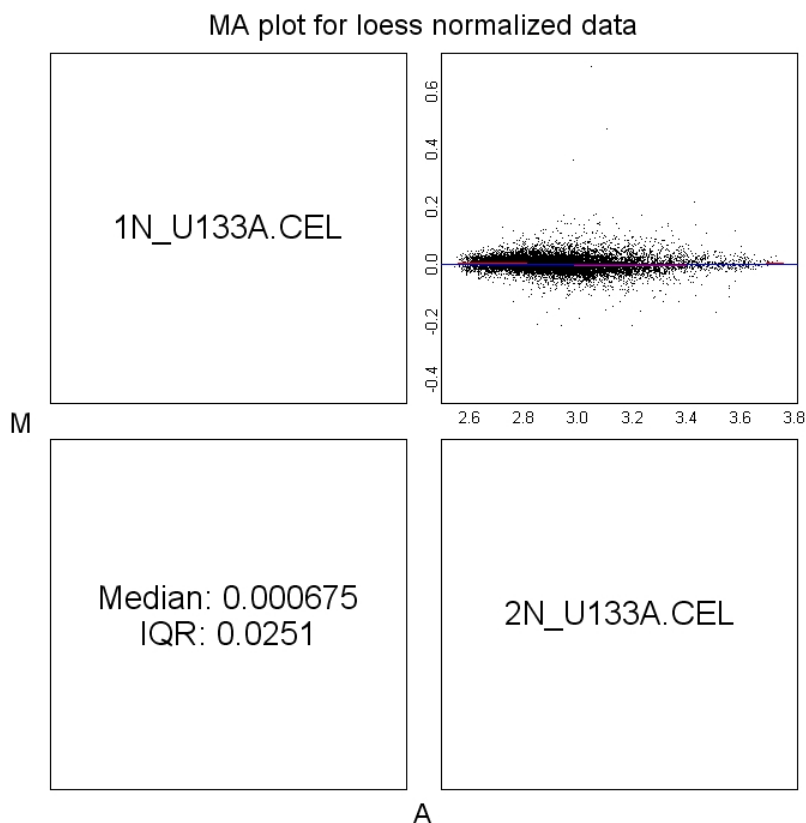 MA plot for loess normalized data
1N_U133A.CEL
0.6
0.4
0.2
0.0
-0.2
-0.4
2.6 2.8 3.0 3.2 3.4 3.6 3.8
M
Median: 0.000675
IQR: 0.0251
2N_U133A.CEL
A